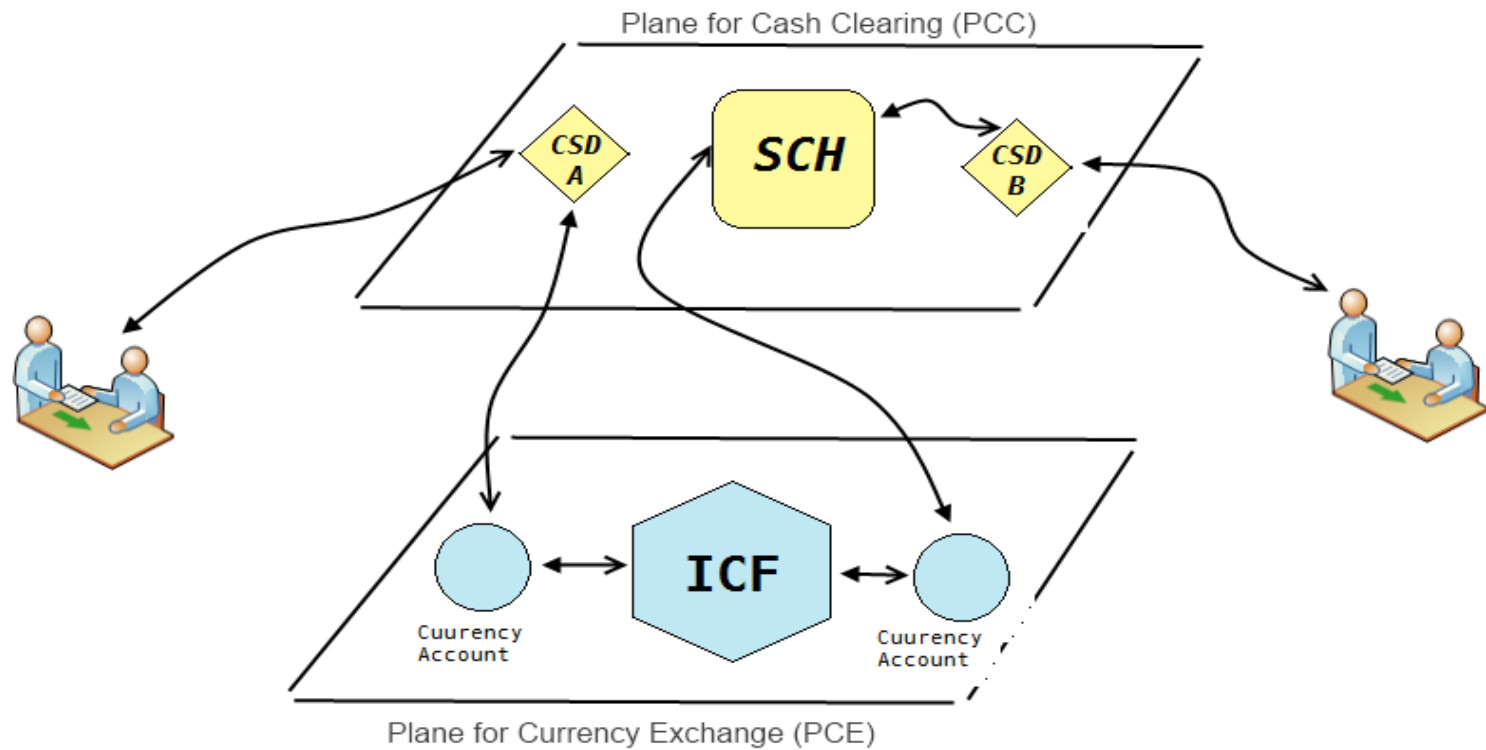 Plane for Cash Clearing (PCC)
CSD
A
SCH
CSD
B
ICF
Cuurency
Account
Cuurency
Account
Plane for Currency Exchange (PCE)